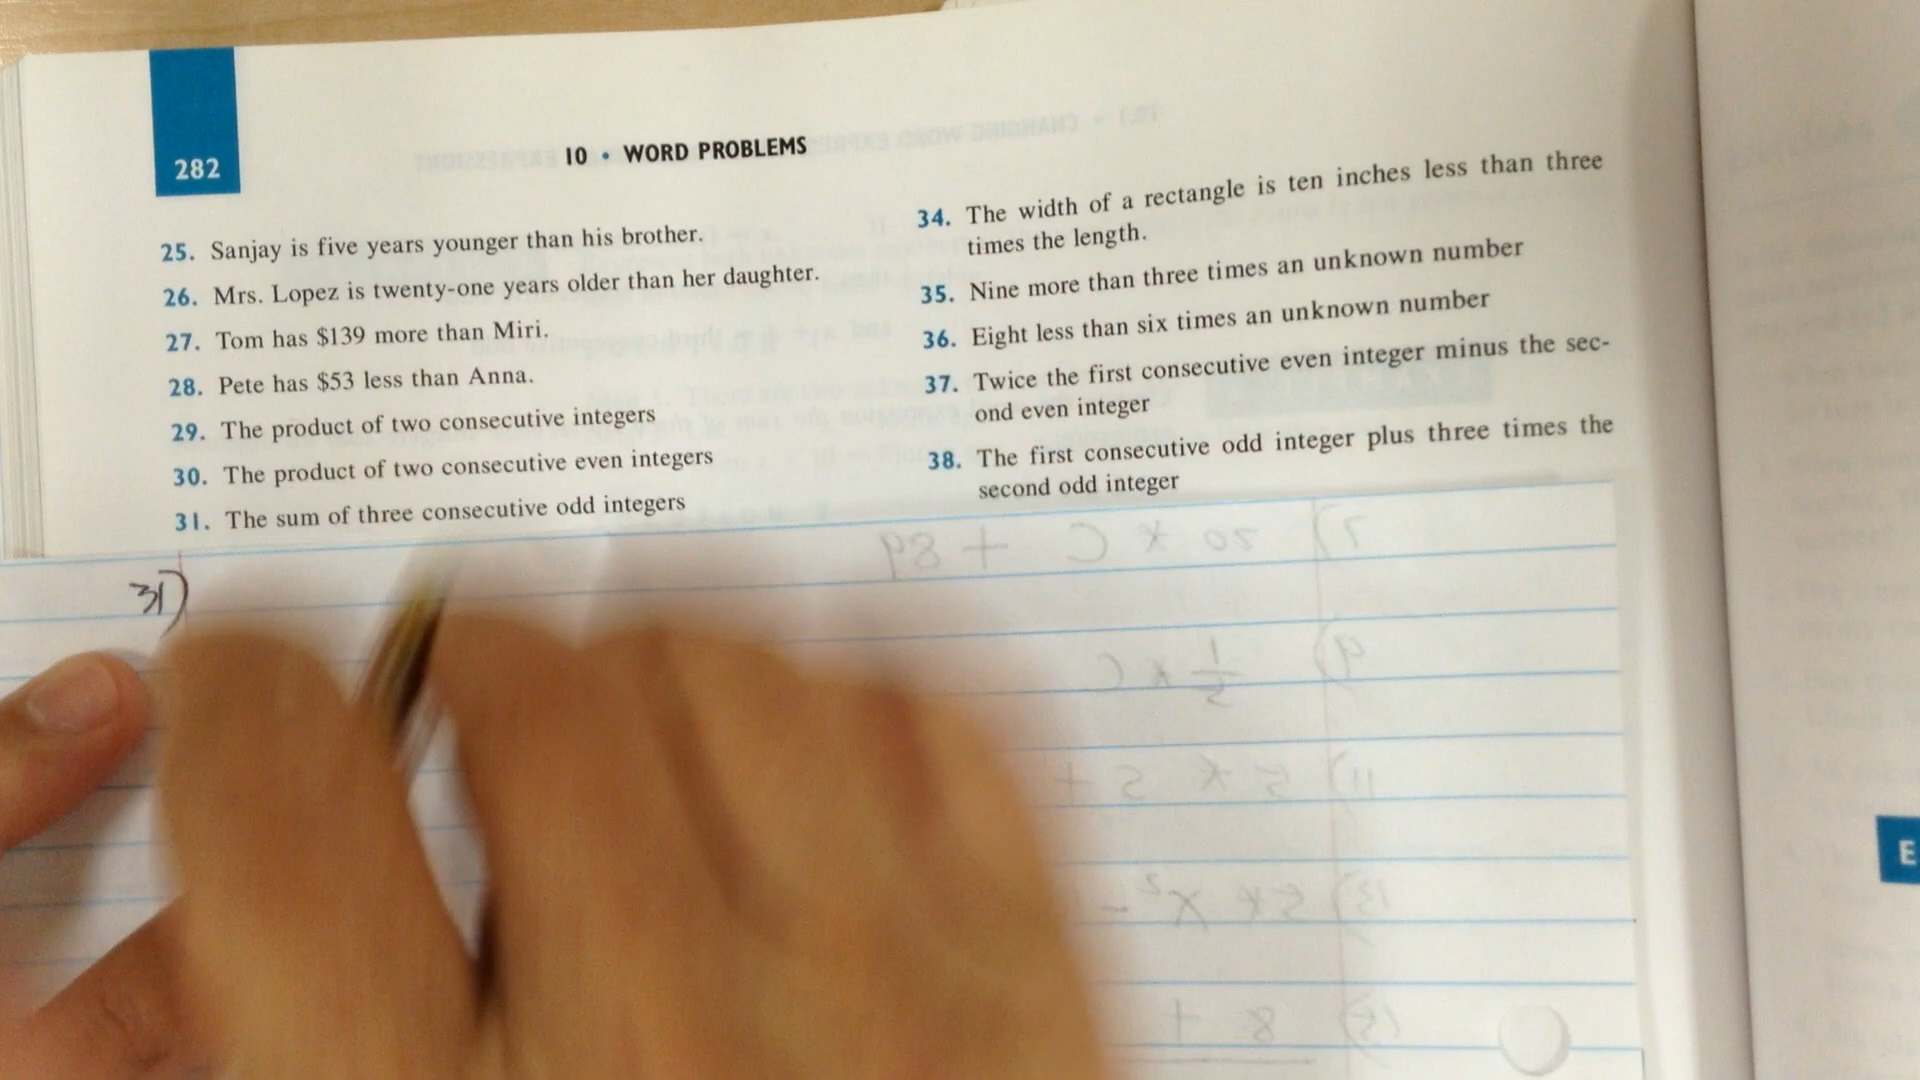 282
10 • WORD PROBLEMS
25. Sanjay is five years younger than his brother.
26. Mrs. Lopez is twenty-one years older than her daughter.
27. Tom has $139 more than Miri.
28. Pete has $53 less than Anna.
29. The product of two consecutive integers
30. The product of two consecutive even integers
31. The sum of three consecutive odd integers
34. The width of a rectangle is ten inches less than three
times the length.
35. Nine more than three times an unknown number
36. Eight less than six times an unknown number
37. Twice the first consecutive even integer minus the sec-
ond even integer
38. The first consecutive odd integer plus three times the
second odd integer
31)
E